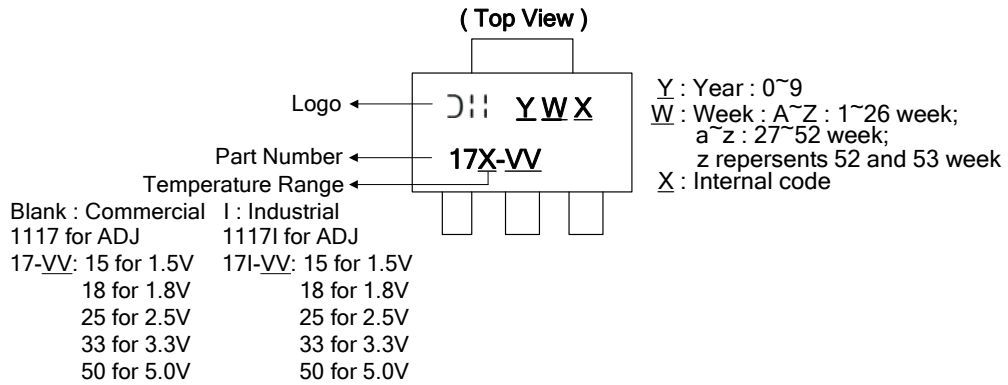 ( Top View )
Logo
Y W X
Part Number
17X-VV
Temperature Range
Y : Year : 0~9
W : Week : A~Z : 1~26 week;
a~z : 27~52 week;
z repersents 52 and 53 week
X : Internal code
Blank : Commercial I : Industrial
1117 for ADJ 1117I for ADJ
17-VV: 15 for 1.5V 17I-VV: 15 for 1.5V
18 for 1.8V 18 for 1.8V
25 for 2.5V 25 for 2.5V
33 for 3.3V 33 for 3.3V
50 for 5.0V 50 for 5.0V